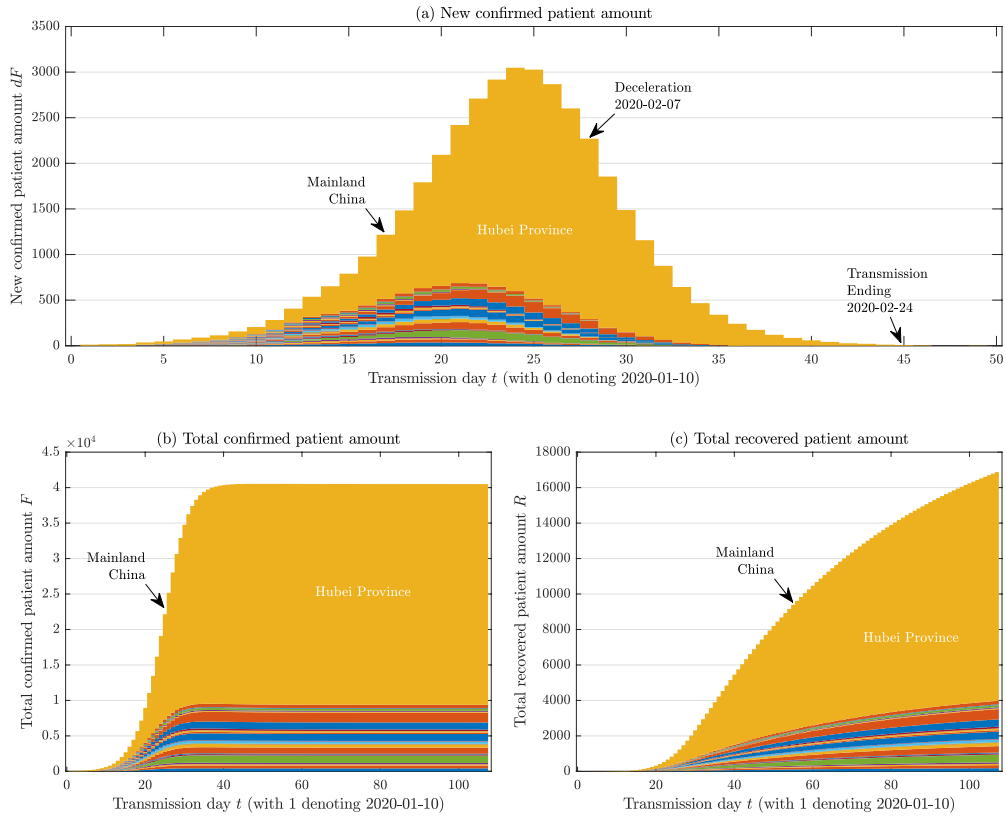 (a) New confirmed patient amount
New confirmed patient amount dF
3500
3000
2500
2000
1500
1000
500
0
Deceleration
2020-02-07
Mainland
China
Hubei Province
Transmission
Ending
2020-02-24
0 5 10 15 20 25 30 35 40 45 50
Transmission day t (with 0 denoting 2020-01-10)
(b) Total confirmed patient amount
×10⁴
Total confirmed patient amount F
4.5
4
3.5
3
2.5
2
1.5
1
0.5
0
Mainland
China
Hubei Province
0 20 40 60 80 100
Transmission day t (with 1 denoting 2020-01-10)
(c) Total recovered patient amount
Total recovered patient amount R
18000
16000
14000
12000
10000
8000
6000
4000
2000
0
Mainland
China
Hubei Province
0 20 40 60 80 100
Transmission day t (with 1 denoting 2020-01-10)